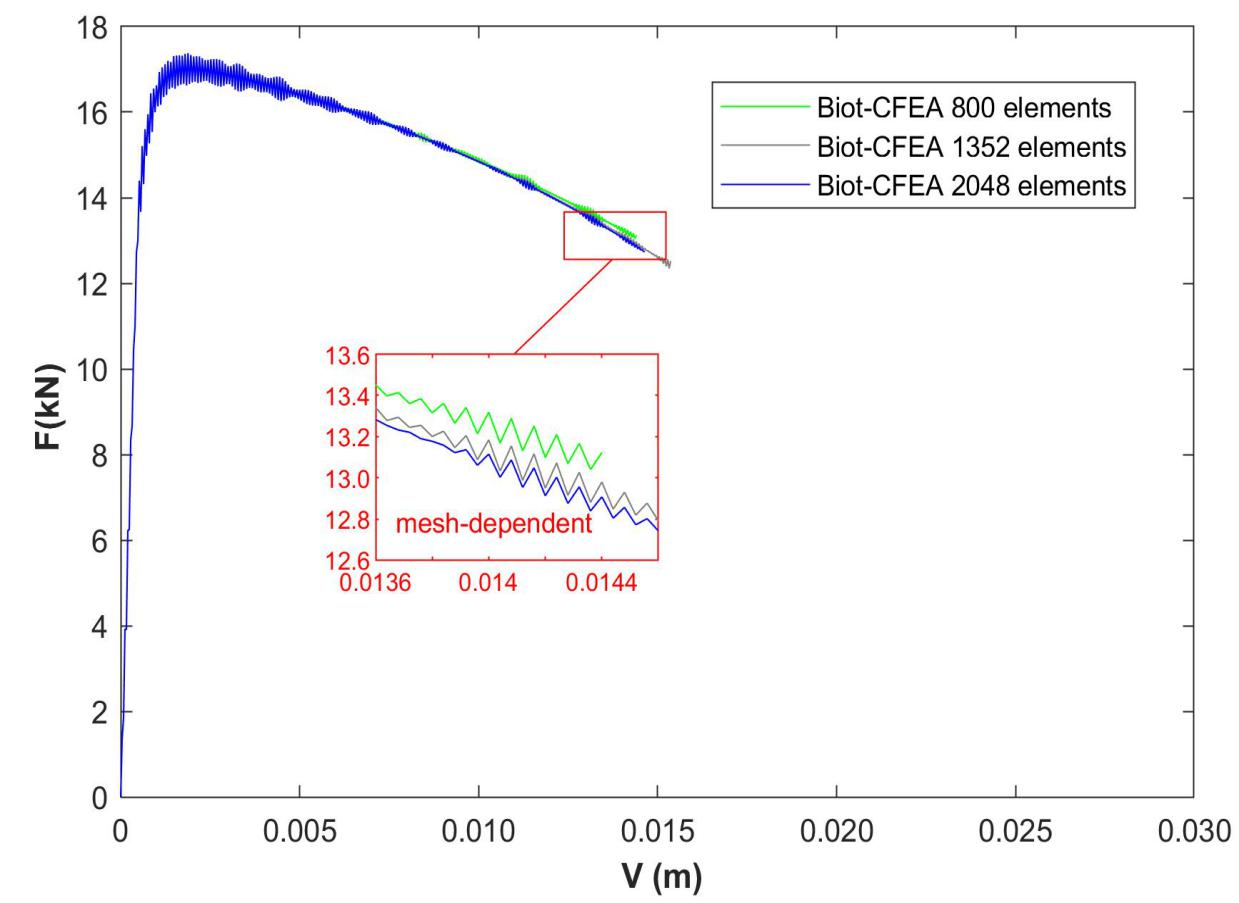 18
16
14
12
10
8
6
4
2
0
F(kN)
Biot-CFEA 800 elements
Biot-CFEA 1352 elements
Biot-CFEA 2048 elements
13.6
13.4
13.2
13.0
12.8
12.6
mesh-dependent
0.0136 0.014 0.0144
0 0.005 0.010 0.015 0.020 0.025 0.030
V (m)